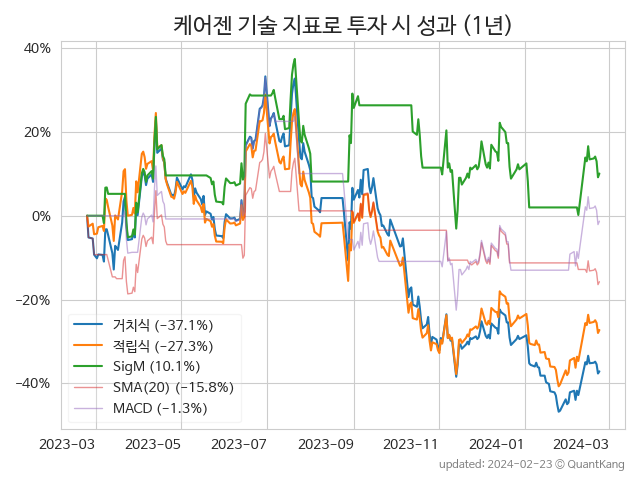 케어젠 기술 지표로 투자 시 성과 (1년)
40%
20%
0%
−20%
−40%
거치식 (−37.1%)
적립식 (−27.3%)
SigM (10.1%)
SMA(20) (−15.8%)
MACD (−1.3%)
2023−03 2023−05 2023−07 2023−09 2023−11 2024−01 2024−03
updated: 2024−02−23 ⓒ QuantKang